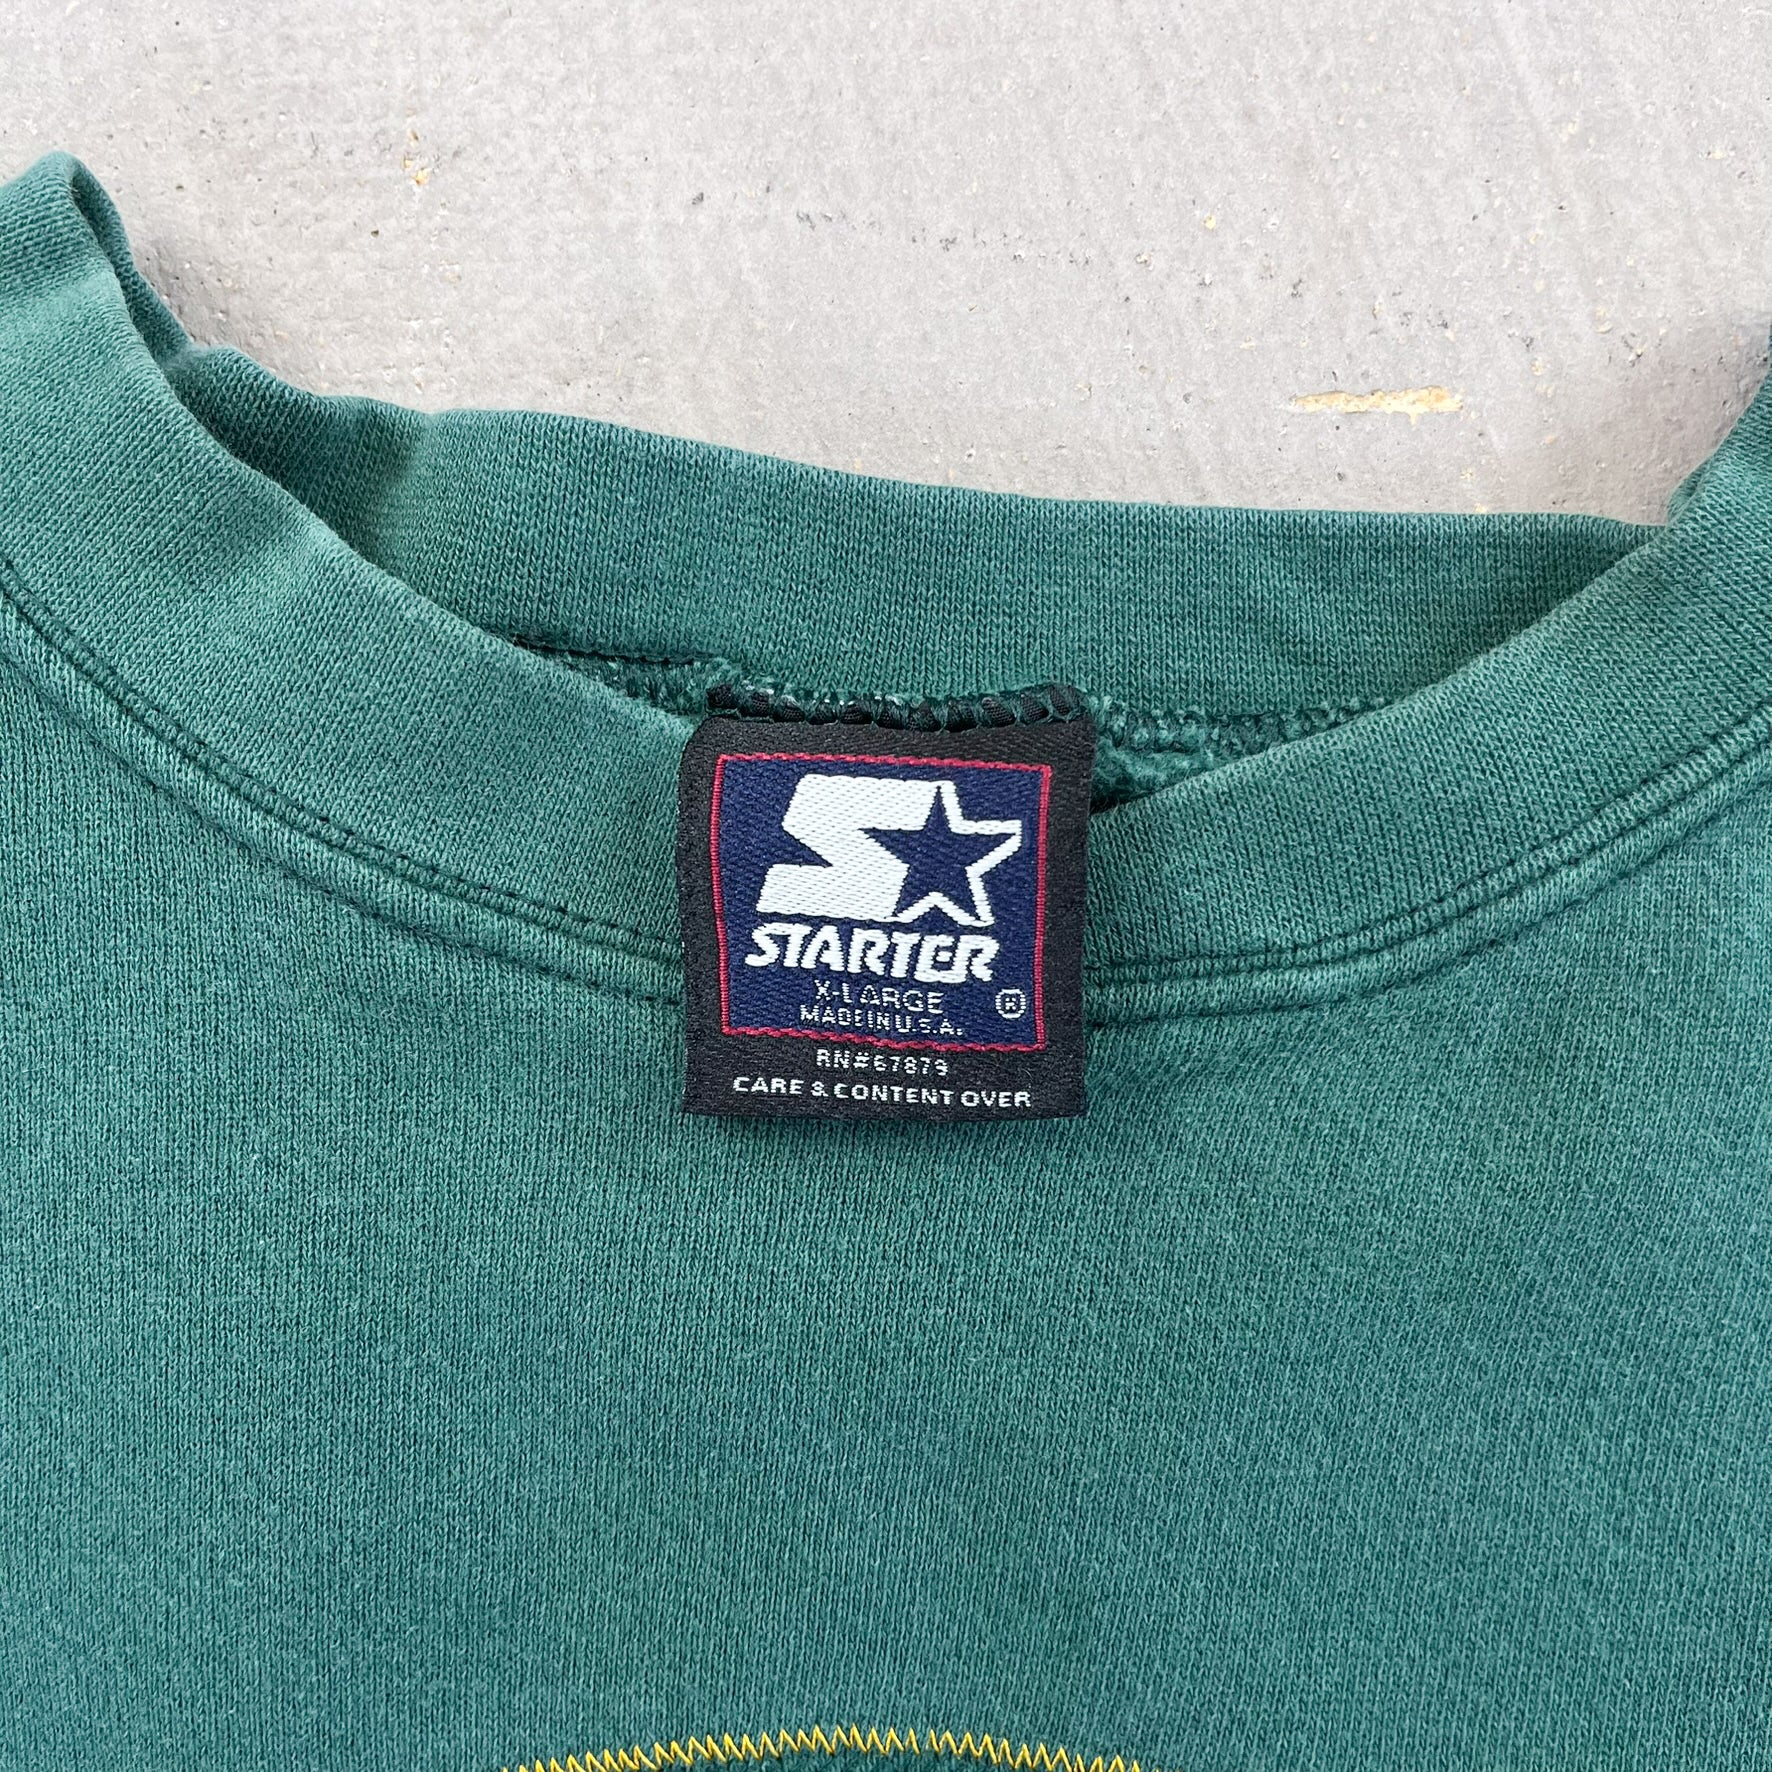 STARTER
X-LARGE
MADE IN U.S.A.
®
RN#67879
CARE & CONTENT OVER